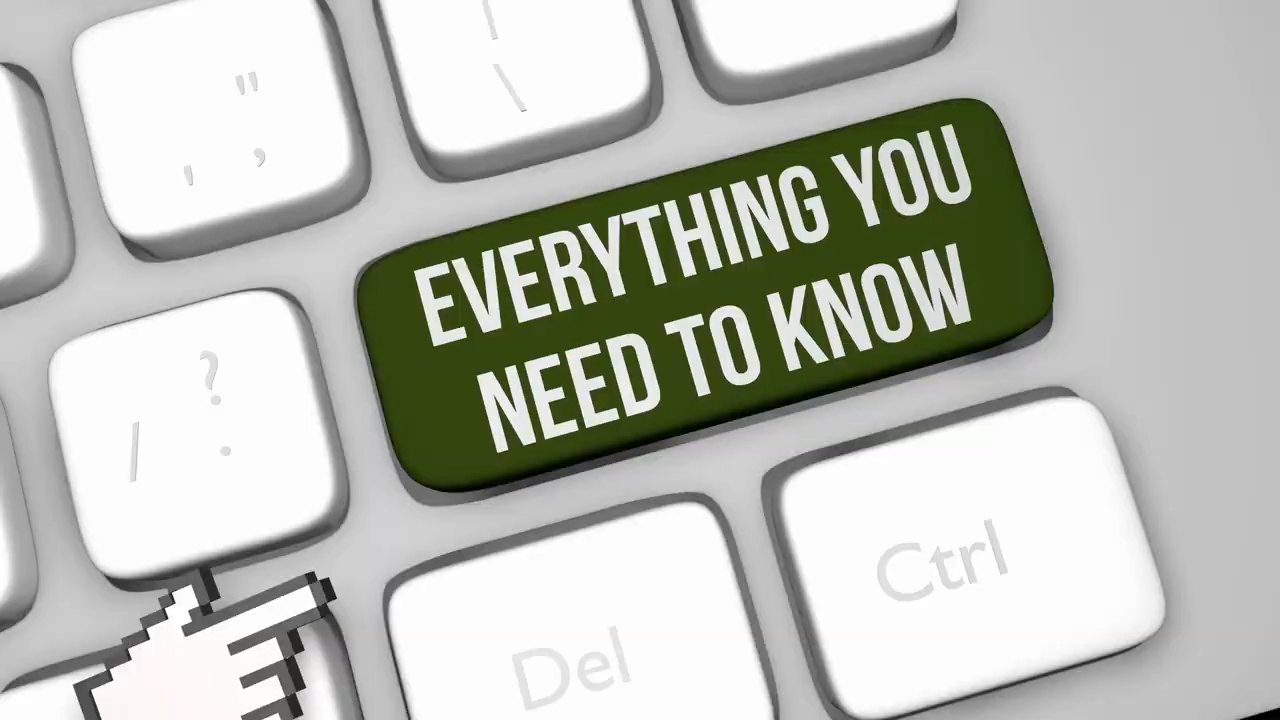 "
' ,
|
\
EVERYTHING YOU
NEED TO KNOW
?
/ .
Del
Ctrl